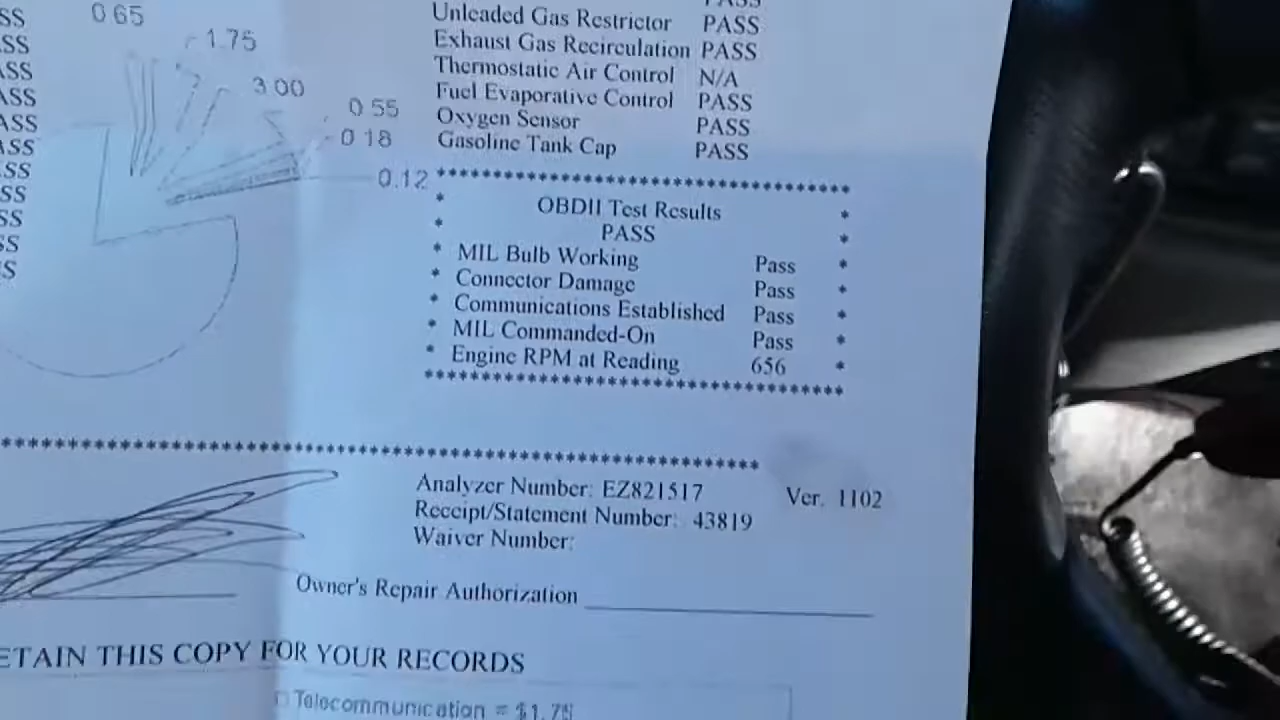 PASS
Unleaded Gas Restrictor PASS
Exhaust Gas Recirculation PASS
Thermostatic Air Control N/A
Fuel Evaporative Control PASS
Oxygen Sensor PASS
Gasoline Tank Cap PASS
0.65
1.75
3.00
0.55
0.18
0.12
OBDII Test Results
PASS
* MIL Bulb Working Pass *
* Connector Damage Pass *
* Communications Established Pass *
* MIL Commanded-On Pass *
* Engine RPM at Reading 656 *
Analyzer Number: EZ821517 Ver. 1102
Receipt/Statement Number: 43819
Waiver Number:
Owner's Repair Authorization
ETAIN THIS COPY FOR YOUR RECORDS
Telecommunication = $1.75